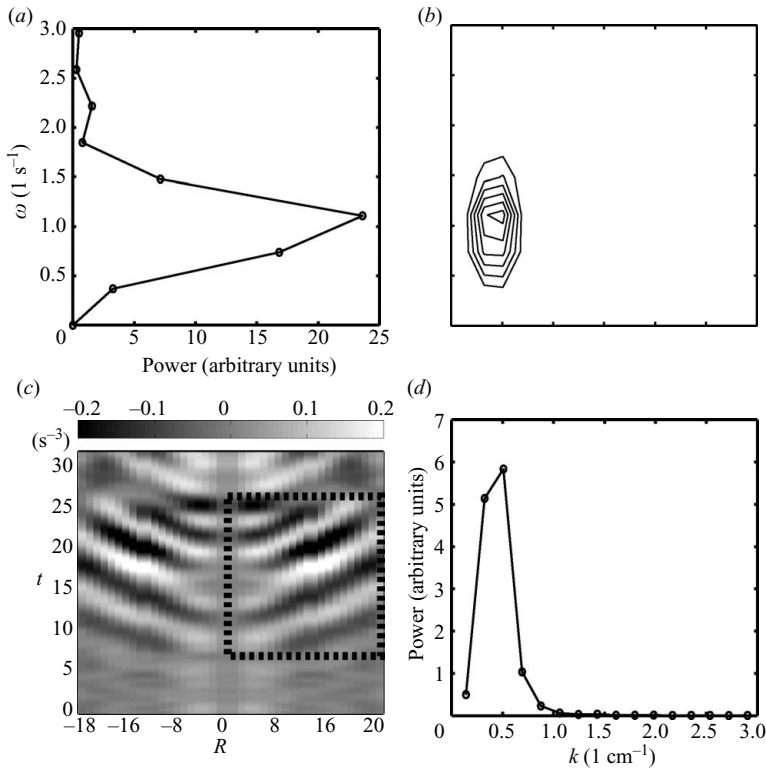 (a)
3.0
2.5
2.0
1.5
1.0
0.5
0
ω (1 s⁻¹)
0 5 10 15 20 25
Power (arbitrary units)
(b)
(c)
–0.2 –0.1 0 0.1 0.2
(s⁻³)
30
25
20
15
10
5
0
t
–18 –16 –8 0 8 16 20
R
(d)
7
6
5
4
3
2
1
Power (arbitrary units)
0 0.5 1.0 1.5 2.0 2.5 3.0
k (1 cm⁻¹)